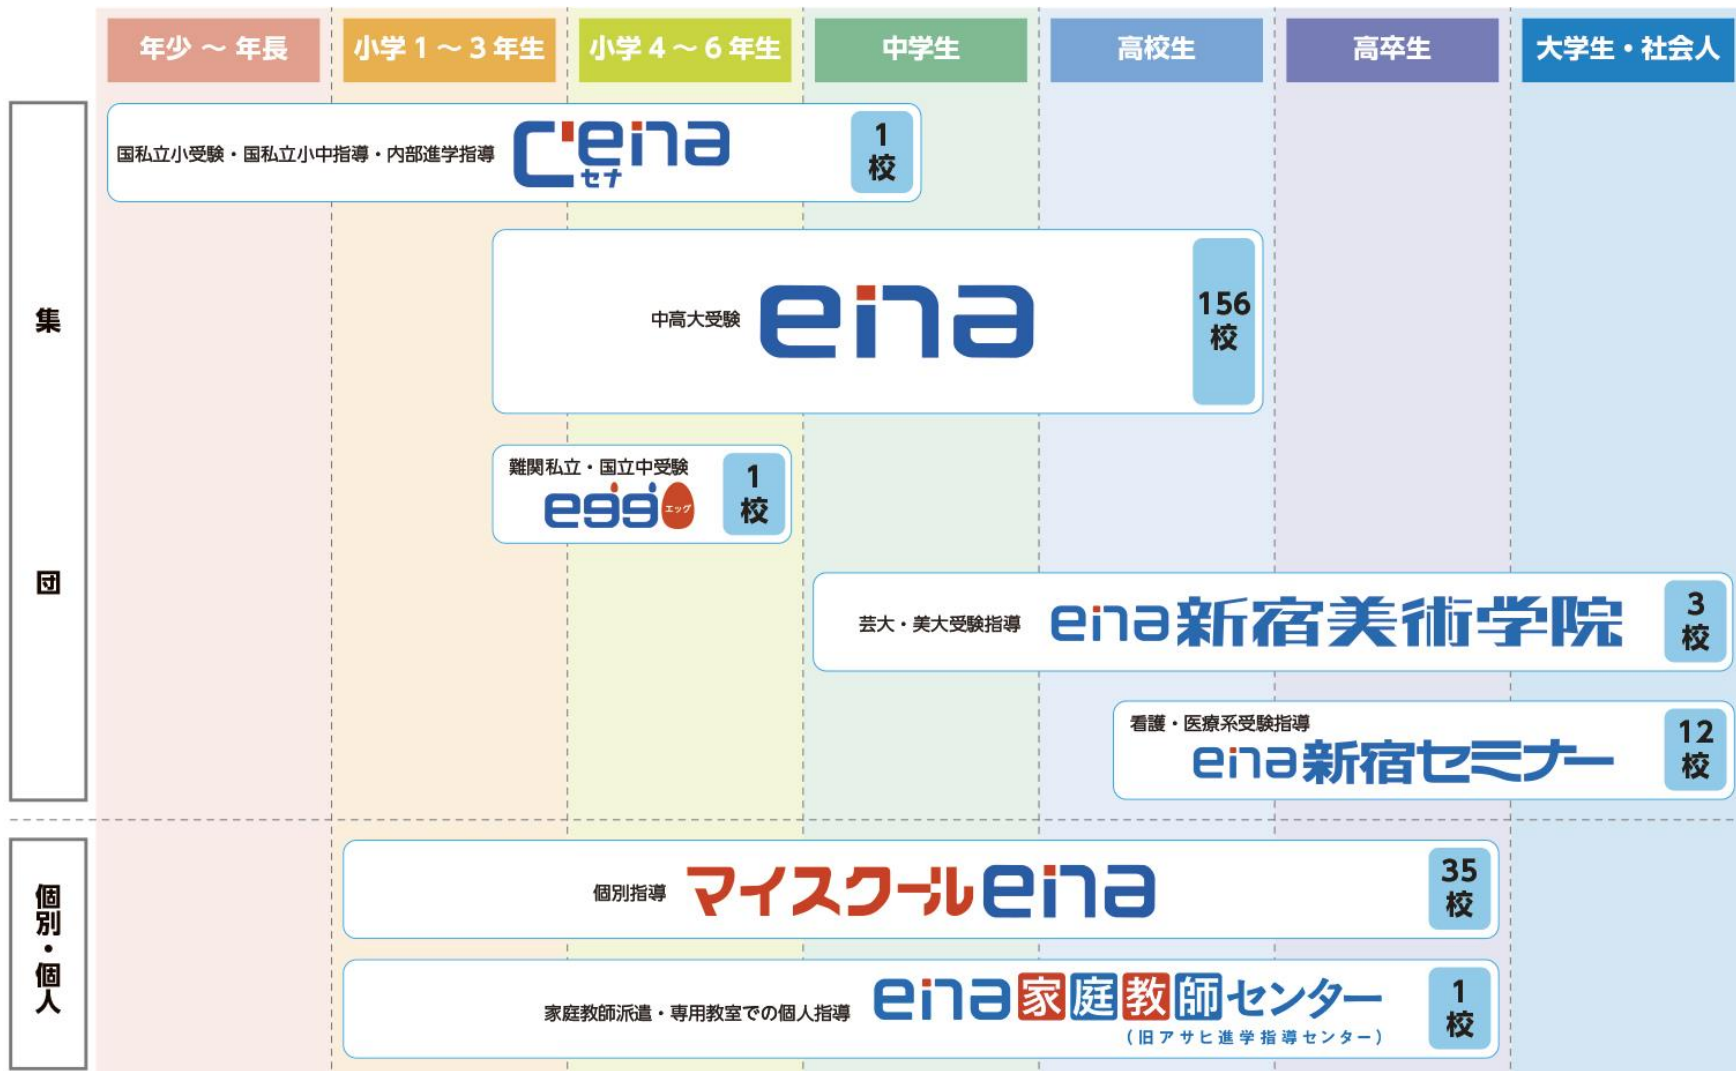 年少 ～ 年長
小学 1 ～ 3 年生
小学 4 ～ 6 年生
中学生
高校生
高卒生
大学生・社会人
集団
国私立小受験・国私立小中指導・内部進学指導
C'ena
セナ
1
校
中高大受験
ena
156
校
難関私立・国立中受験
egg
エッグ
1
校
芸大・美大受験指導
ena新宿美術学院
3
校
看護・医療系受験指導
ena新宿セミナー
12
校
個別・個人
個別指導
マイスクールena
35
校
家庭教師派遣・専用教室での個人指導
ena家庭教師センター
（旧アサヒ進学指導センター）
1
校